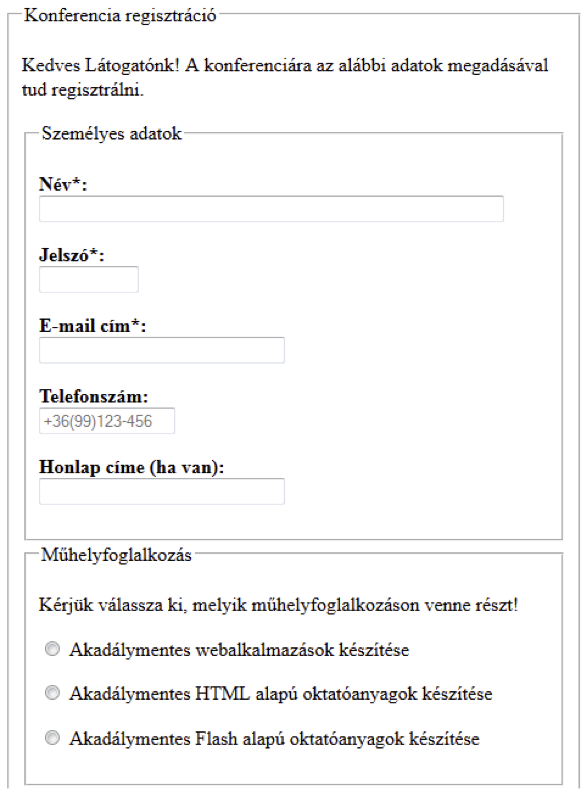 Konferencia regisztráció
Kedves Látogatónk! A konferenciára az alábbi adatok megadásával
tud regisztrálni.
Személyes adatok
Név*:
Jelszó*:
E-mail cím*:
Telefonszám:
+36(99)123-456
Honlap címe (ha van):
Műhelyfoglalkozás
Kérjük válassza ki, melyik műhelyfoglalkozáson venne részt!
Akadálymentes webalkalmazások készítése
Akadálymentes HTML alapú oktatóanyagok készítése
Akadálymentes Flash alapú oktatóanyagok készítése